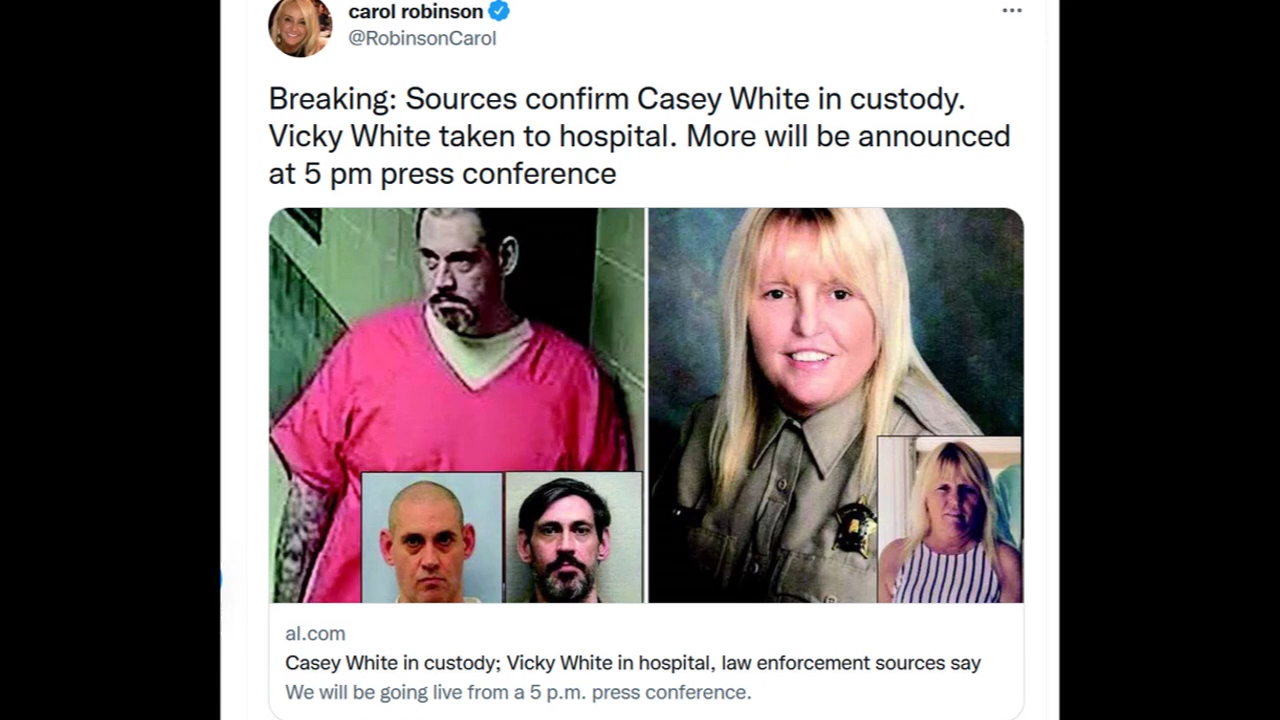 carol robinson
@RobinsonCarol
Breaking: Sources confirm Casey White in custody.
Vicky White taken to hospital. More will be announced
at 5 pm press conference
al.com
Casey White in custody; Vicky White in hospital, law enforcement sources say
We will be going live from a 5 p.m. press conference.